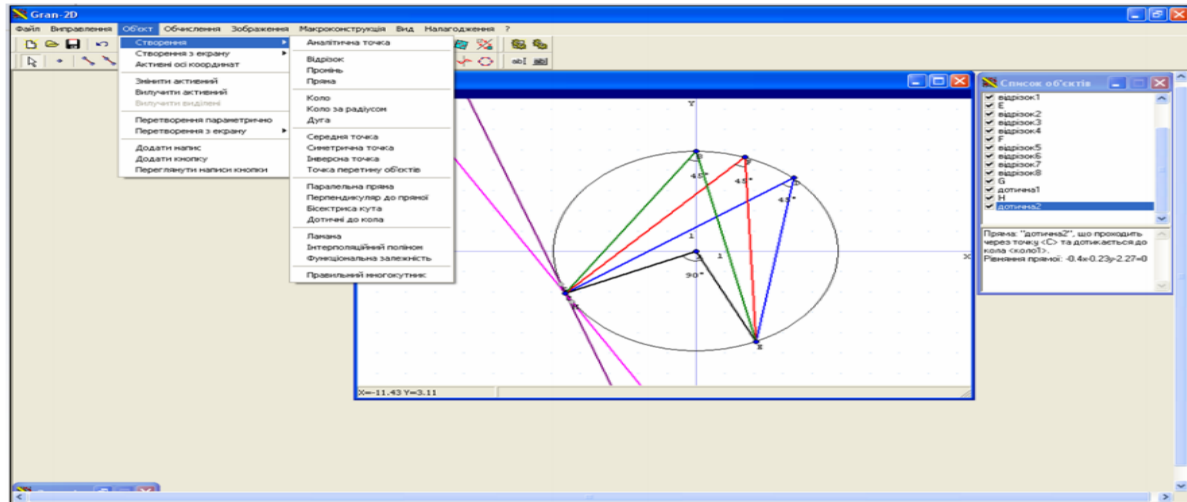 Gran-2D
Файл Виправлення Об'єкт Обчислення Зображення Макроконструкція Вид Налагодження ?
Створення
Створення з екрану
Активні осі координат
Змінити активний
Вилучити активний
Вилучити виділені
Перетворення параметрично
Перетворення з екрану
Додати напис
Додати кнопку
Переглянути написи кнопки
Аналітична точка
Відрізок
Промінь
Пряма
Коло
Коло за радіусом
Дуга
Середня точка
Симетрична точка
Інверсна точка
Точка перетину об'єктів
Паралельна пряма
Перпендикуляр до прямої
Бісектриса кута
Дотичні до кола
Ламана
Інтерполяційний поліном
Функціональна залежність
Правильний многокутник
Y
45°
45°
45°
1
1
X
90°
X=-11.43 Y=3.11
Список об'єктів
відрізок1
E
відрізок2
відрізок3
відрізок4
F
відрізок5
відрізок6
відрізок7
відрізок8
G
дотична1
H
дотична2
Пряма: "дотична2", що проходить
через точку <C> та дотикається до
кола <коло1>.
Рівняння прямої: -0.4x-0.23y-2.27=0